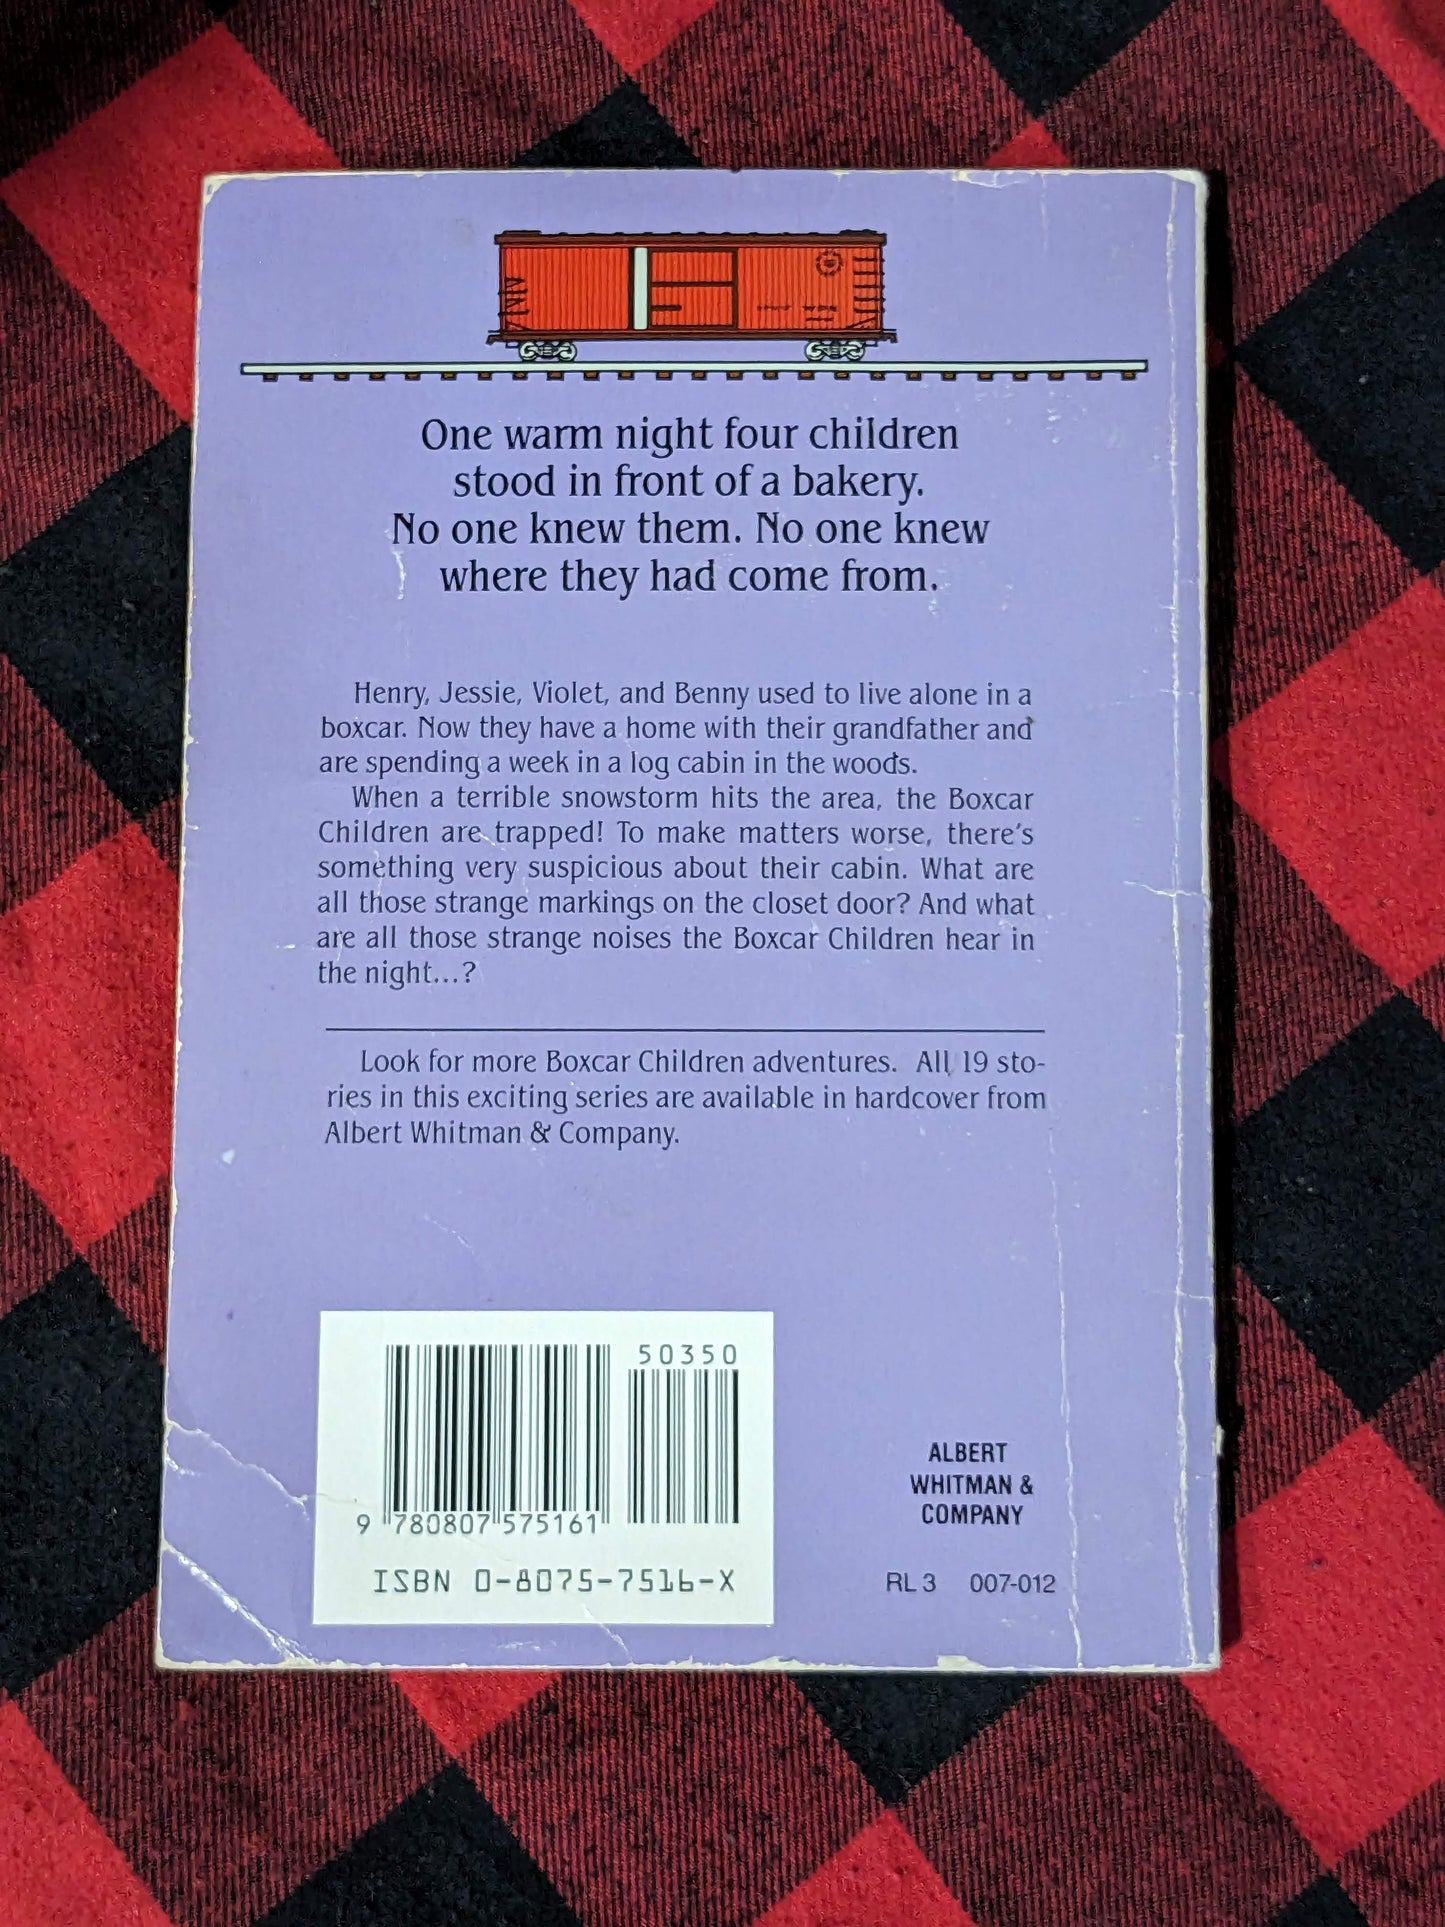 One warm night four children
stood in front of a bakery.
No one knew them. No one knew
where they had come from.
Henry, Jessie, Violet, and Benny used to live alone in a
boxcar. Now they have a home with their grandfather and
are spending a week in a log cabin in the woods.
When a terrible snowstorm hits the area, the Boxcar
Children are trapped! To make matters worse, there's
something very suspicious about their cabin. What are
all those strange markings on the closet door? And what
are all those strange noises the Boxcar Children hear in
the night...?
Look for more Boxcar Children adventures. All 19 sto-
ries in this exciting series are available in hardcover from
Albert Whitman & Company.
50350
9 780807 575161
ISBN 0-8075-7516-X
ALBERT
WHITMAN &
COMPANY
RL 3 007-012